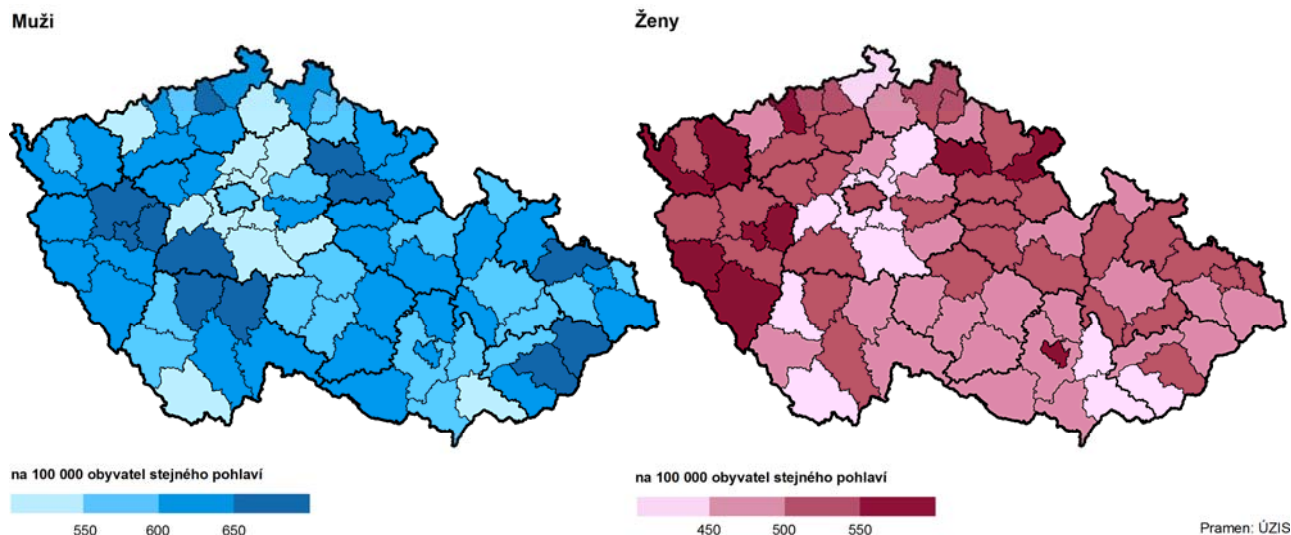 Muži
Ženy
na 100 000 obyvatel stejného pohlaví
550 600 650
na 100 000 obyvatel stejného pohlaví
450 500 550
Pramen: ÚZIS